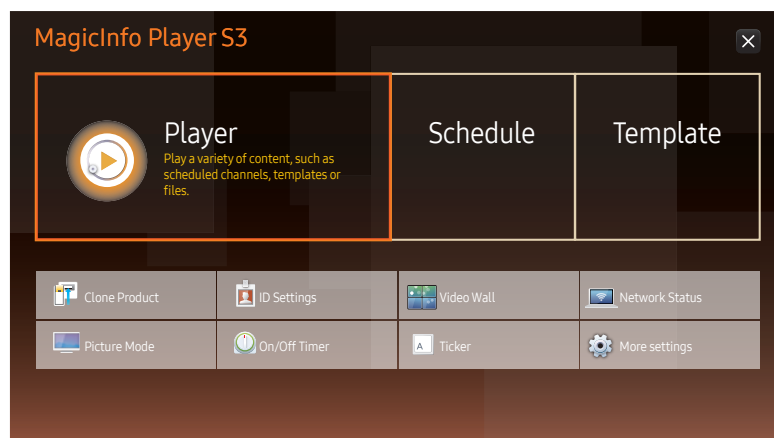 MagicInfo Player S3
Player
Play a variety of content, such as
scheduled channels, templates or
files.
Schedule
Template
Clone Product
ID Settings
Video Wall
Network Status
Picture Mode
On/Off Timer
A
Ticker
More settings